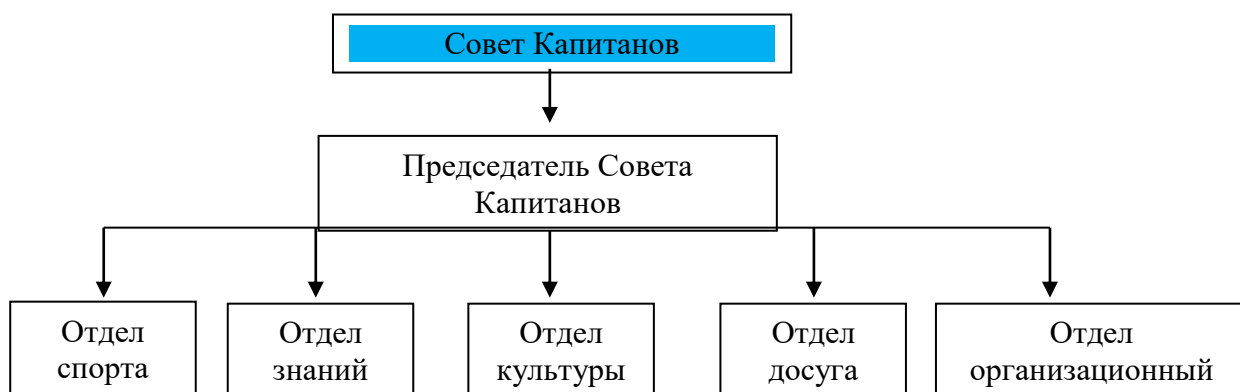 Совет Капитанов
Председатель Совета
Капитанов
Отдел
спорта
Отдел
знаний
Отдел
культуры
Отдел
досуга
Отдел
организационный